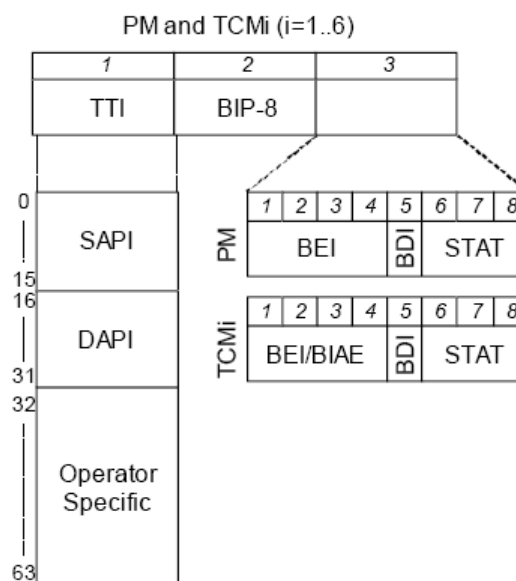 PM and TCMi (i=1..6)
1 2 3
TTI BIP-8
0
SAPI
15
16
DAPI
31
32
Operator
Specific
63
PM
1 2 3 4 5 6 7 8
BEI BDI STAT
TCMi
1 2 3 4 5 6 7 8
BEI/BIAE BDI STAT